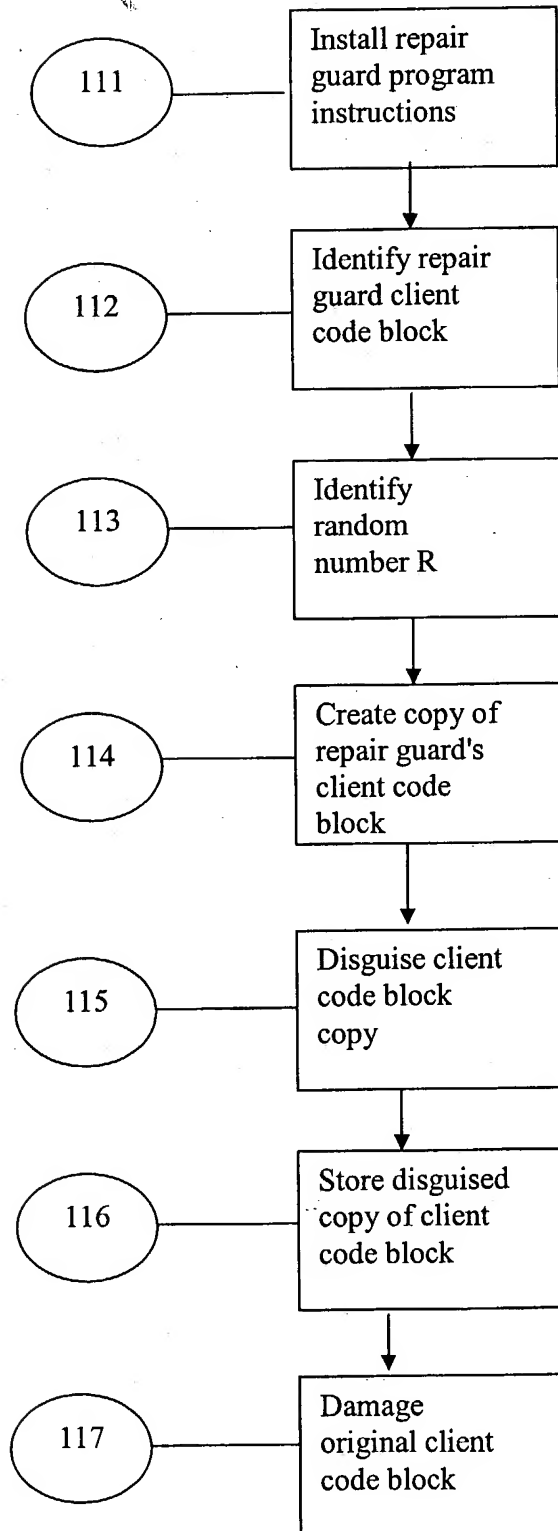 111
Install repair
guard program
instructions
112
Identify repair
guard client
code block
113
Identify
random
number R
114
Create copy of
repair guard's
client code
block
115
Disguise client
code block
copy
116
Store disguised
copy of client
code block
117
Damage
original client
code block